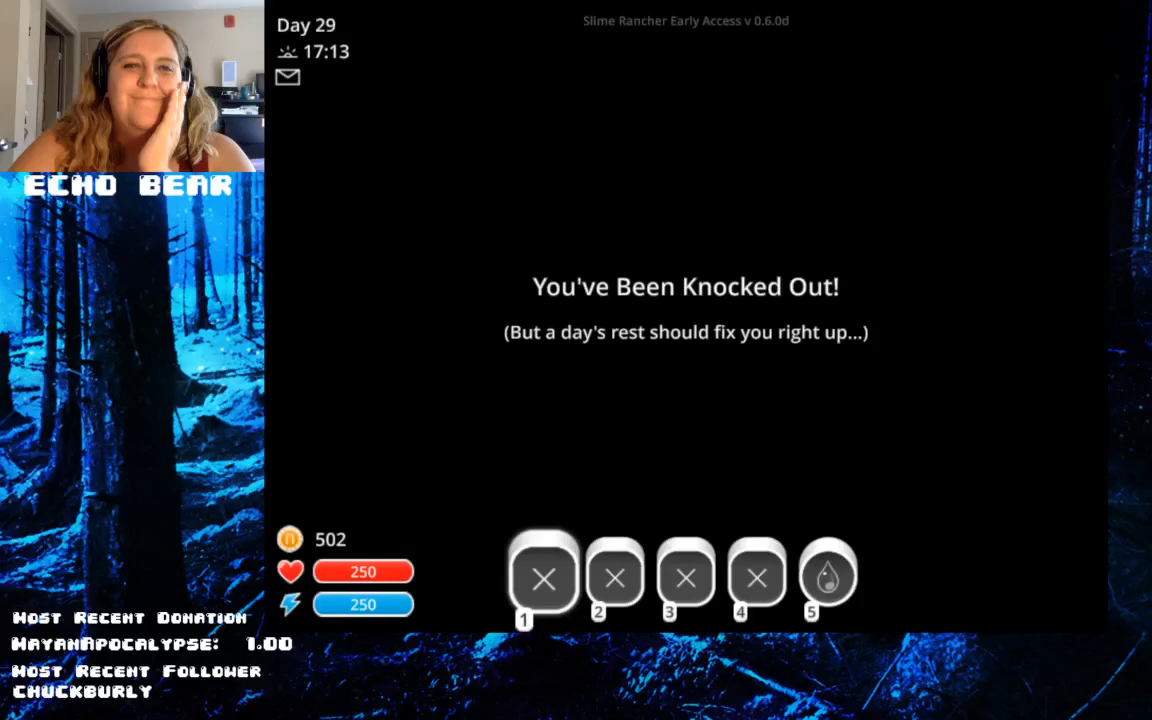 Day 29
17:13
Slime Rancher Early Access v 0.6.0d
ECHO BEAR
You've Been Knocked Out!
(But a day's rest should fix you right up...)
502
250
250
1
2
3
4
5
Most Recent Donation
MayanApocalypse: 1.00
Most Recent Follower
CHUCKBURLY